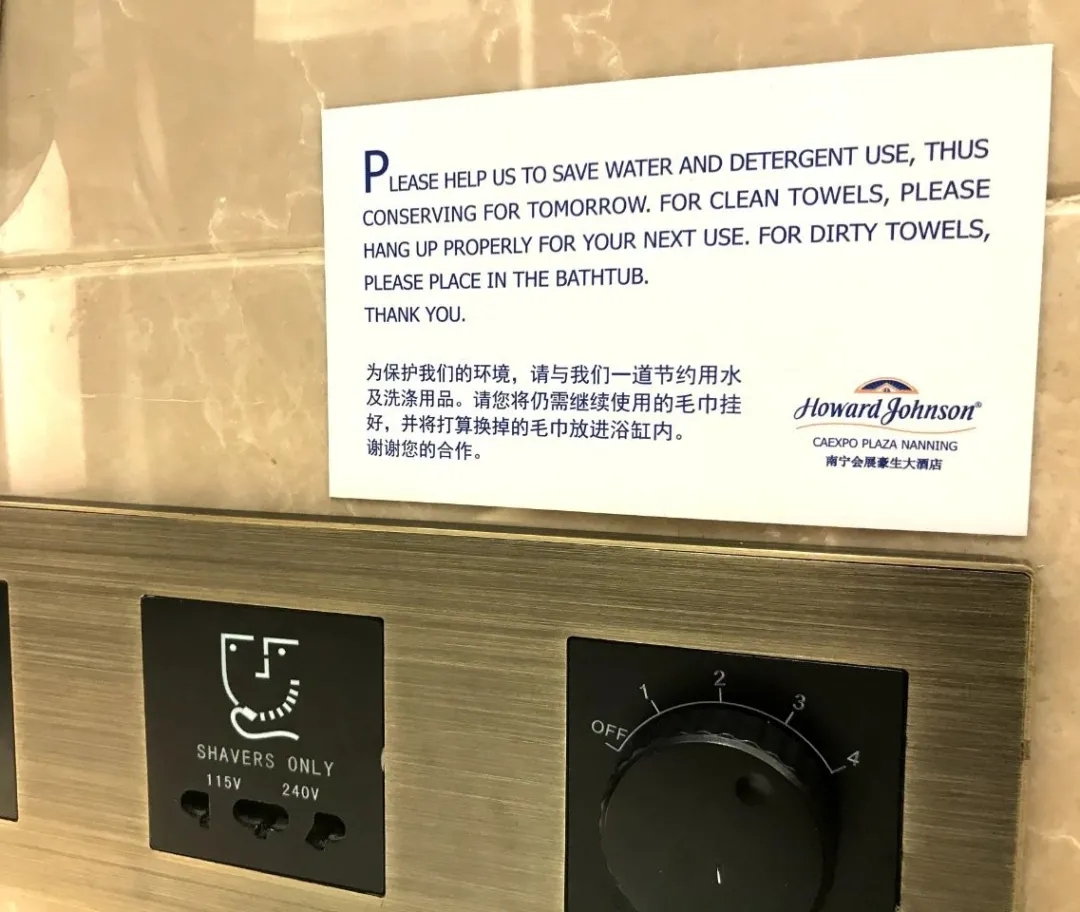 PLEASE HELP US TO SAVE WATER AND DETERGENT USE, THUS
CONSERVING FOR TOMORROW. FOR CLEAN TOWELS, PLEASE
HANG UP PROPERLY FOR YOUR NEXT USE. FOR DIRTY TOWELS,
PLEASE PLACE IN THE BATHTUB.
THANK YOU.
为保护我们的环境，请与我们一道节约用水
及洗涤用品。请您将仍需继续使用的毛巾挂
好，并将打算换掉的毛巾放进浴缸内。
谢谢您的合作。
Howard Johnson®
CAEXPO PLAZA NANNING
南宁会展豪生大酒店
SHAVERS ONLY
115V 240V
OFF 1 2 3 4